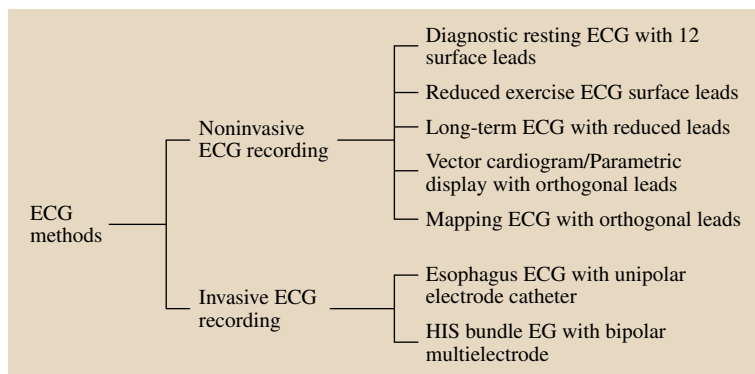 ECG
methods
Noninvasive
ECG recording
Diagnostic resting ECG with 12
surface leads
Reduced exercise ECG surface leads
Long-term ECG with reduced leads
Vector cardiogram/Parametric
display with orthogonal leads
Mapping ECG with orthogonal leads
Invasive ECG
recording
Esophagus ECG with unipolar
electrode catheter
HIS bundle EG with bipolar
multielectrode